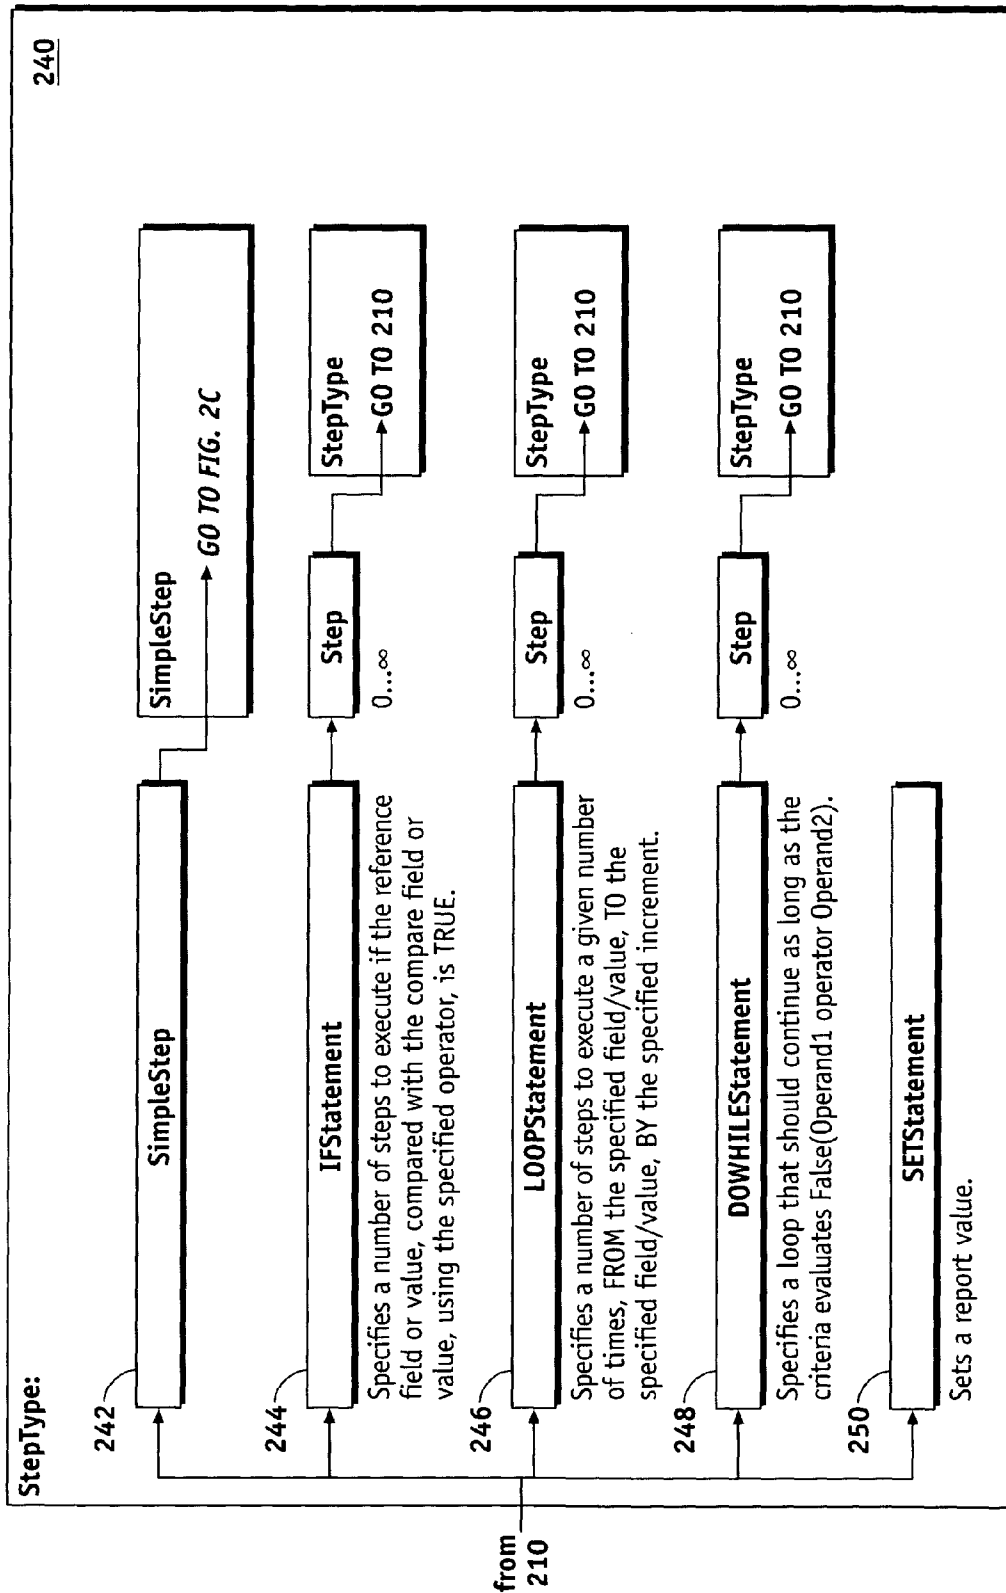 StepType:
240
from
210
242
SimpleStep
SimpleStep
GO TO FIG. 2C
244
IFStatement
Specifies a number of steps to execute if the reference
field or value, compared with the compare field or
value, using the specified operator, is TRUE.
Step
0...∞
StepType
GO TO 210
246
LOOPStatement
Specifies a number of steps to execute a given number
of times, FROM the specified field/value, TO the
specified field/value, BY the specified increment.
Step
0...∞
StepType
GO TO 210
248
DOWHILEStatement
Specifies a loop that should continue as long as the
criteria evaluates False(Operand1 operator Operand2).
Step
0...∞
StepType
GO TO 210
250
SETStatement
Sets a report value.